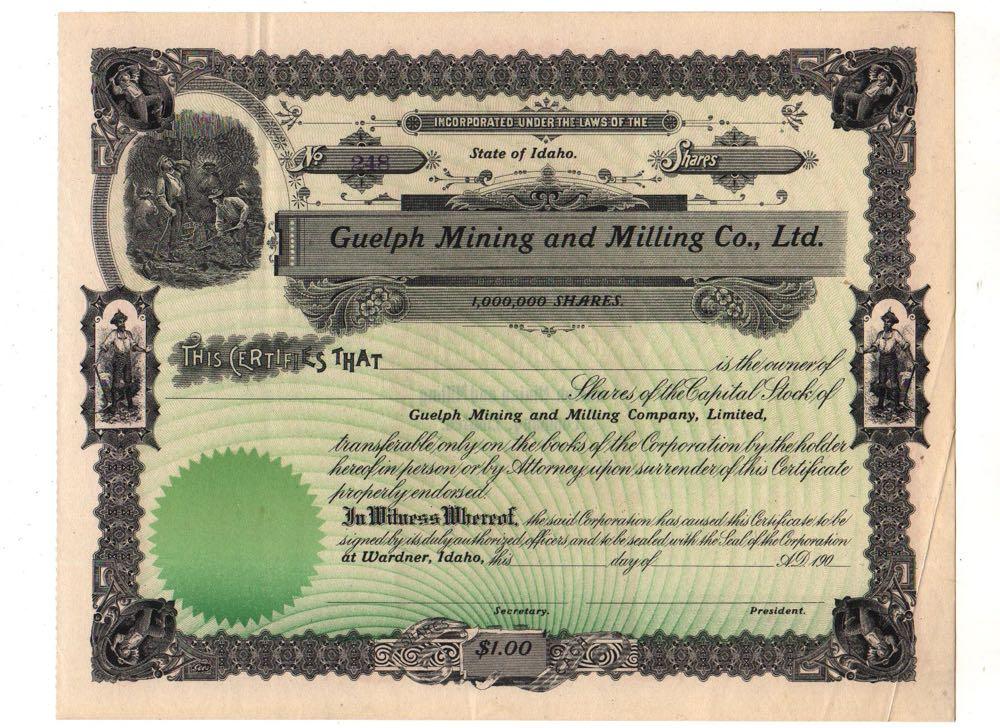 INCORPORATED UNDER THE LAWS OF THE
No 248 State of Idaho. Shares
Guelph Mining and Milling Co., Ltd.
1,000,000 SHARES.
THIS CERTIFIES THAT is the owner of
Shares of the Capital Stock of
Guelph Mining and Milling Company, Limited,
transferable only on the books of the Corporation by the holder
hereof in person or by Attorney upon surrender of this Certificate
properly endorsed.
In Witness Whereof, the said Corporation has caused this Certificate to be
signed by its duly authorized officers, and to be sealed with the Seal of the Corporation
at Wardner, Idaho, this day of A.D. 190
Secretary. President.
$1.00